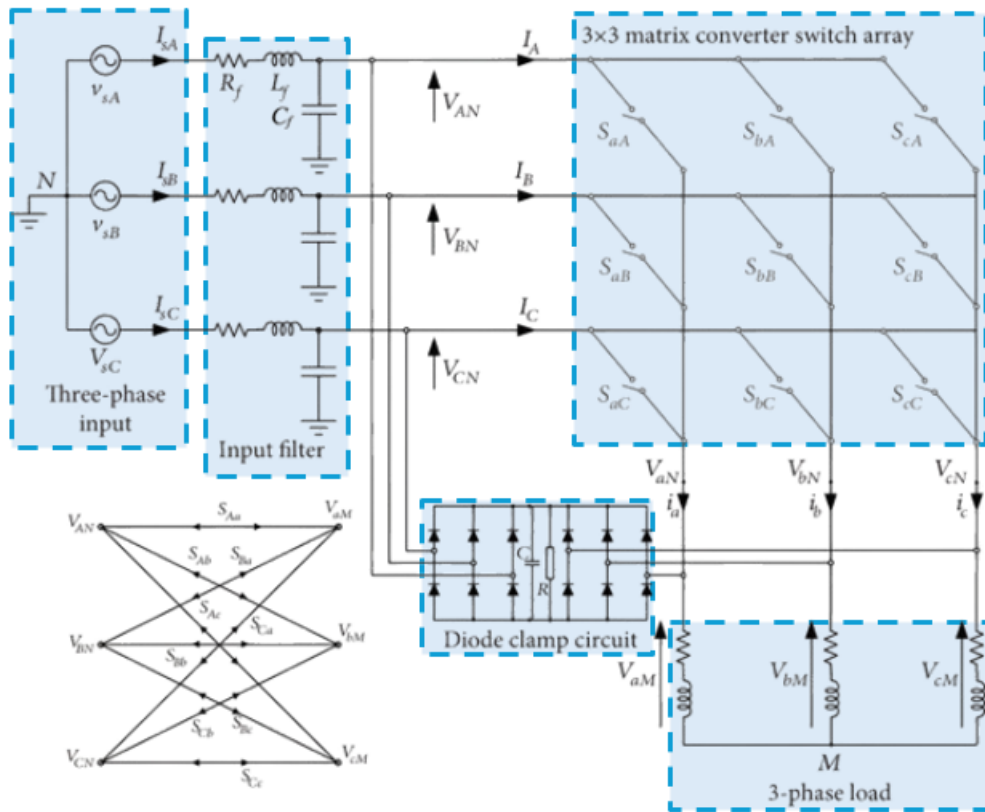 I_sA
I_A
3×3 matrix converter switch array
v_sA
R_f
L_f
C_f
V_AN
S_aA
S_bA
S_cA
N
I_sB
I_B
v_sB
V_BN
S_aB
S_bB
S_cB
I_sC
I_C
V_sC
V_CN
S_aC
S_bC
S_cC
Three-phase
input
Input filter
V_aN
V_bN
V_cN
i_a
i_b
i_c
V_AN
S_Aa
V_aM
S_Ab
S_Ba
S_Ac
S_Ca
V_BN
S_Bb
V_bM
S_Cb
S_Bc
V_CN
S_Cc
V_cM
C
R
Diode clamp circuit
V_aM
V_bM
V_cM
M
3-phase load